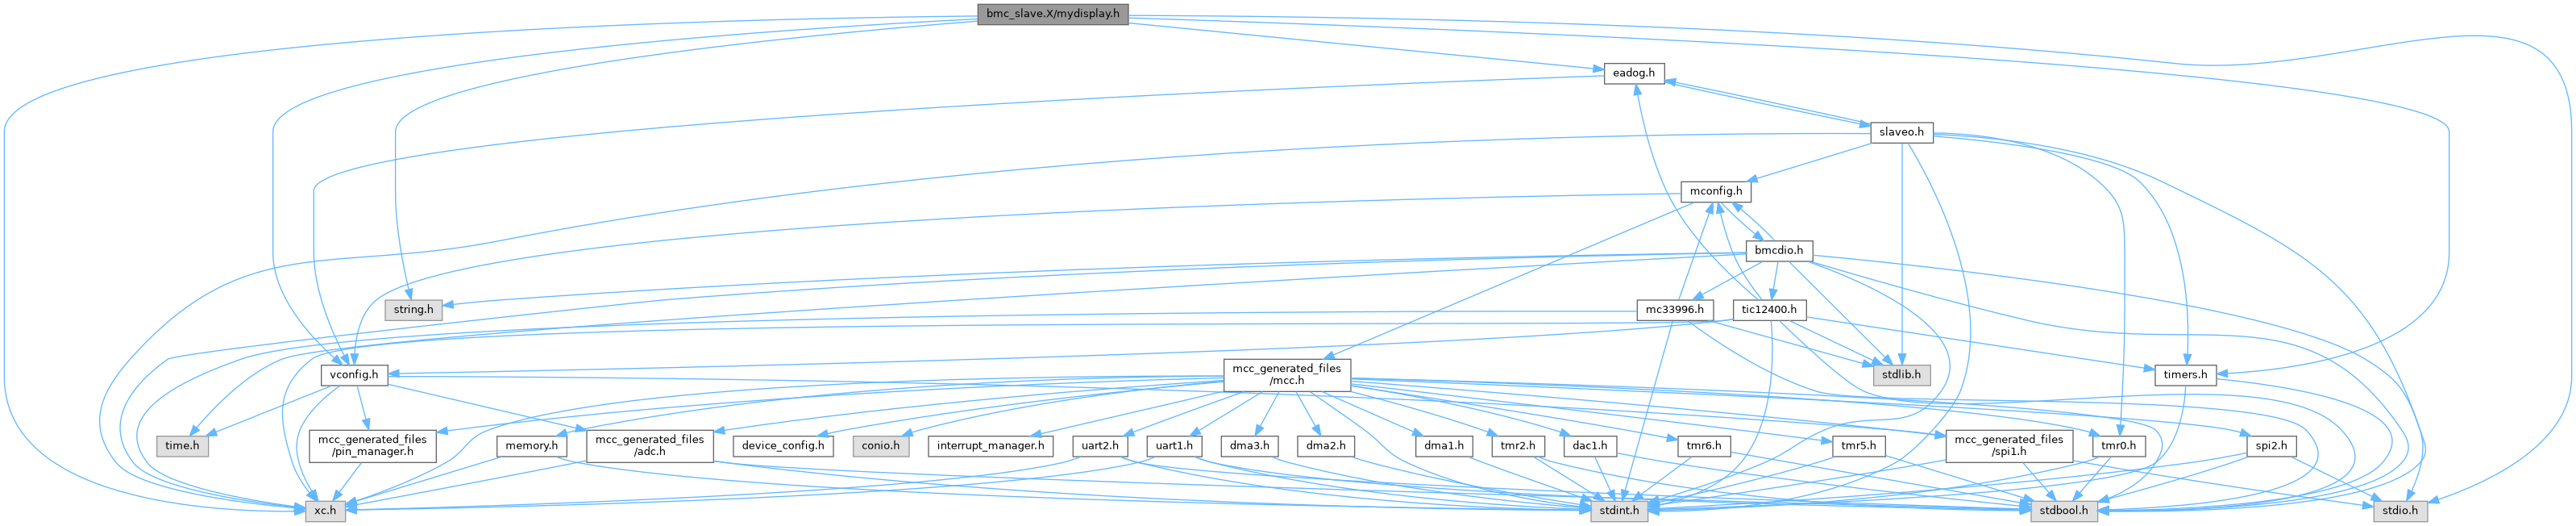 bmc_slave.X/mydisplay.h
eadog.h
slaveo.h
mconfig.h
bmcdio.h
string.h
mc33996.h
tic12400.h
vconfig.h
mcc_generated_files
/mcc.h
stdlib.h
timers.h
time.h
mcc_generated_files
/pin_manager.h
memory.h
mcc_generated_files
/adc.h
device_config.h
conio.h
interrupt_manager.h
uart2.h
uart1.h
dma3.h
dma2.h
dma1.h
tmr2.h
dac1.h
tmr6.h
tmr5.h
mcc_generated_files
/spi1.h
tmr0.h
spi2.h
xc.h
stdint.h
stdbool.h
stdio.h